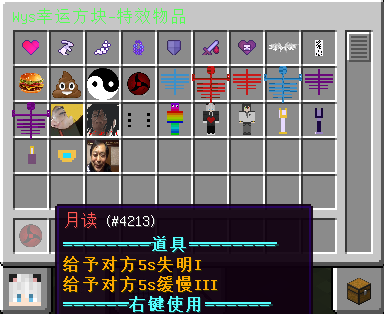 Hys幸运方块-特效物品
月读 (#4213)
========道具========
给予对方5s失明I
给予对方5s缓慢III
======右键使用======